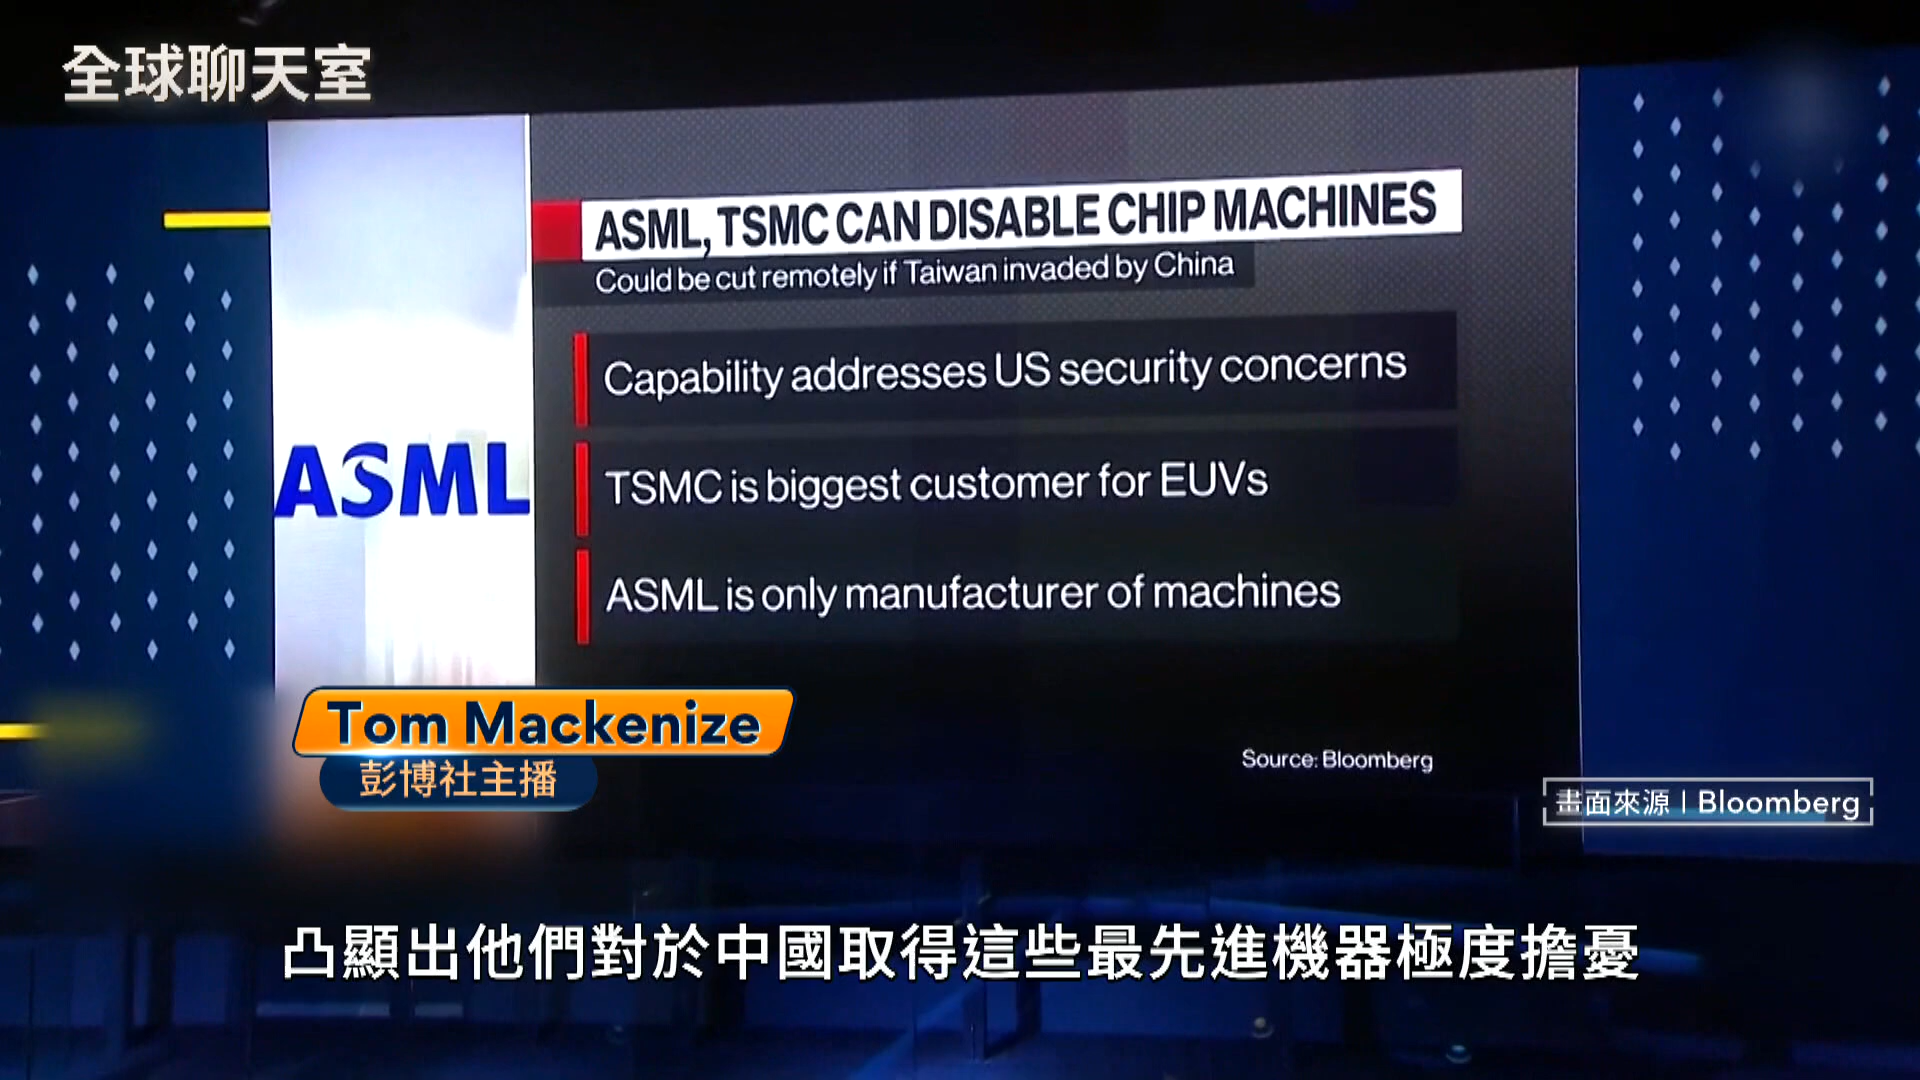 全球聊天室
ASML, TSMC CAN DISABLE CHIP MACHINES
Could be cut remotely if Taiwan invaded by China
Capability addresses US security concerns
ASML
TSMC is biggest customer for EUVs
ASML is only manufacturer of machines
Tom Mackenize
彭博社主播
Source: Bloomberg
畫面來源 | Bloomberg
凸顯出他們對於中國取得這些最先進機器極度擔憂